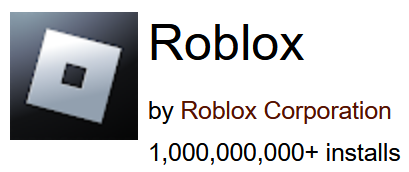 Roblox
by Roblox Corporation
1,000,000,000+ installs